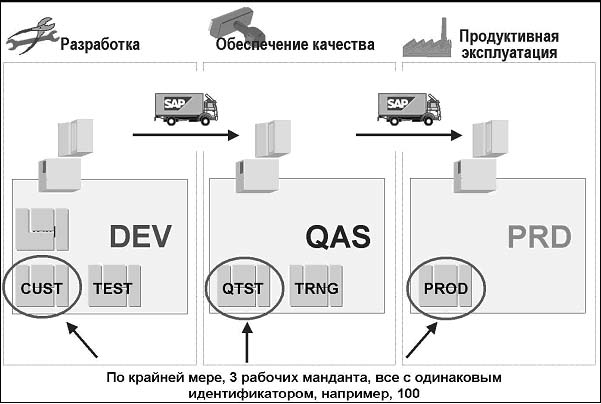 Разработка
Обеспечение качества
Продуктивная
эксплуатация
SAP
SAP
DEV
QAS
PRD
CUST
TEST
QTST
TRNG
PROD
По крайней мере, 3 рабочих манданта, все с одинаковым
идентификатором, например, 100